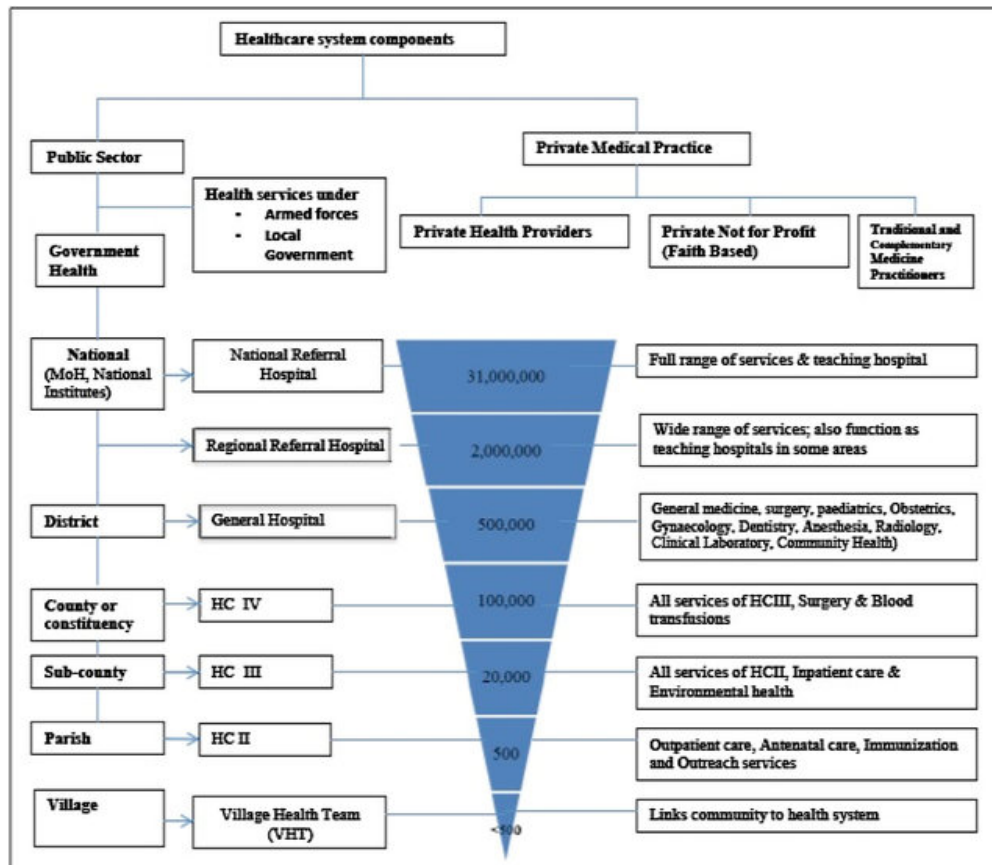 Healthcare system components
Public Sector
Private Medical Practice
Health services under
- Armed forces
- Local
Government
Private Health Providers
Private Not for Profit
(Faith Based)
Traditional and
Complementary
Medicine
Practitioners
Government
Health
National
(MoH, National
Institutes)
National Referral
Hospital
31,000,000
Full range of services & teaching hospital
Regional Referral Hospital
2,000,000
Wide range of services; also function as
teaching hospitals in some areas
District
General Hospital
500,000
General medicine, surgery, paediatrics, Obstetrics,
Gynaecology, Dentistry, Anesthesia, Radiology,
Clinical Laboratory, Community Health)
County or
constituency
HC IV
100,000
All services of HCIII, Surgery & Blood
transfusions
Sub-county
HC III
20,000
All services of HCII, Inpatient care &
Environmental health
Parish
HC II
500
Outpatient care, Antenatal care, Immunization
and Outreach services
Village
Village Health Team
(VHT)
<500
Links community to health system